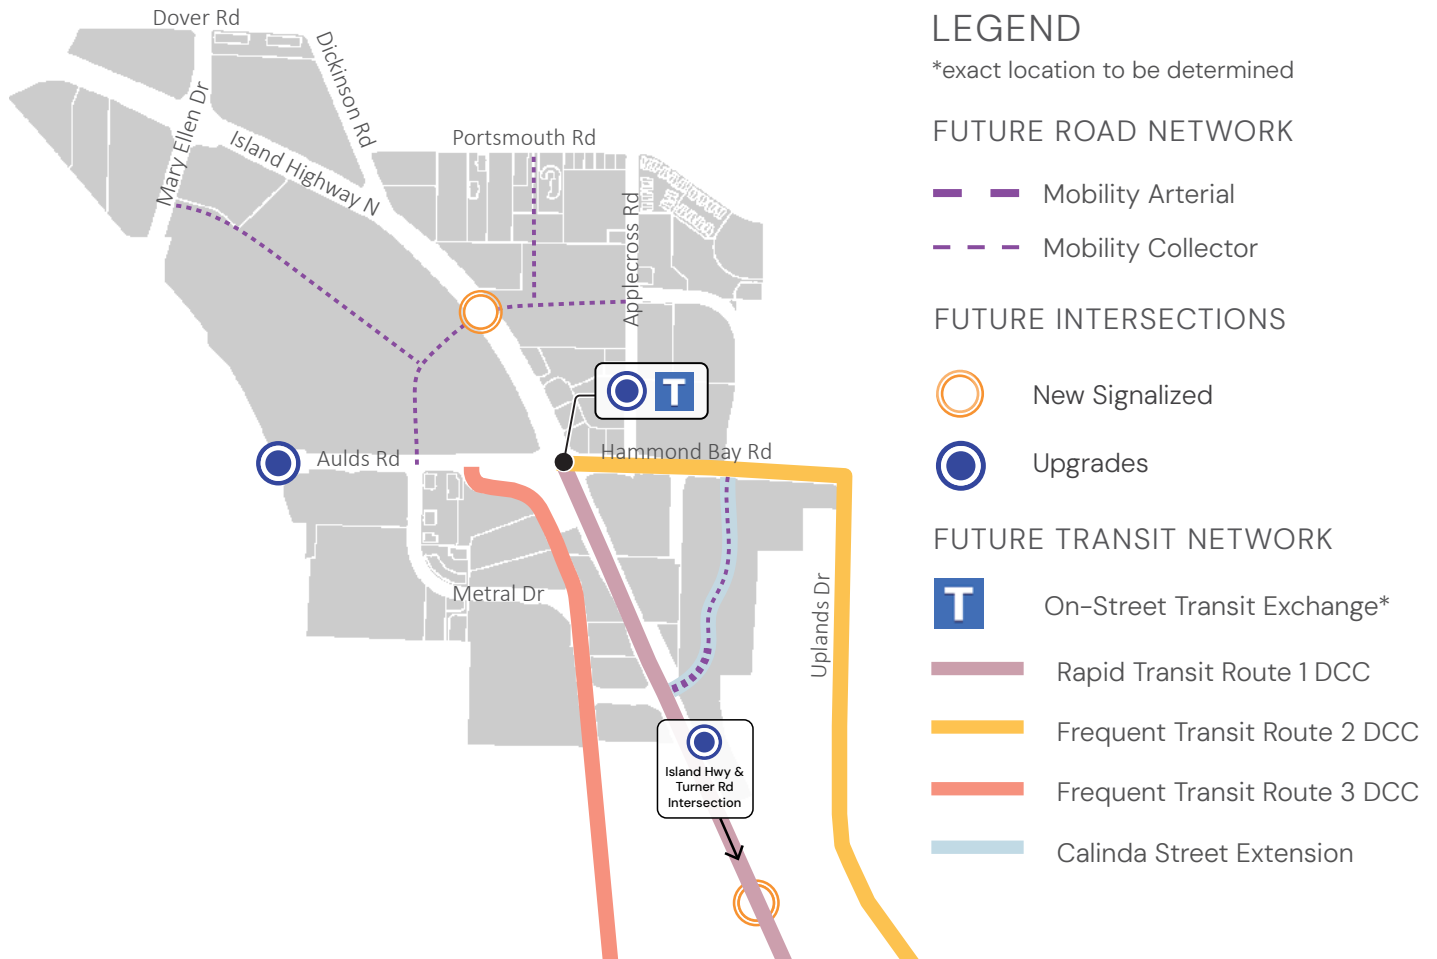 Dover Rd
Dickinson Rd
Mary Ellen Dr
Island Highway N
Portsmouth Rd
Applecross Rd
T
Hammond Bay Rd
Aulds Rd
Metral Dr
Uplands Dr
Island Hwy &
Turner Rd
Intersection
LEGEND
*exact location to be determined
FUTURE ROAD NETWORK
Mobility Arterial
Mobility Collector
FUTURE INTERSECTIONS
New Signalized
Upgrades
FUTURE TRANSIT NETWORK
T
On-Street Transit Exchange*
Rapid Transit Route 1 DCC
Frequent Transit Route 2 DCC
Frequent Transit Route 3 DCC
Calinda Street Extension